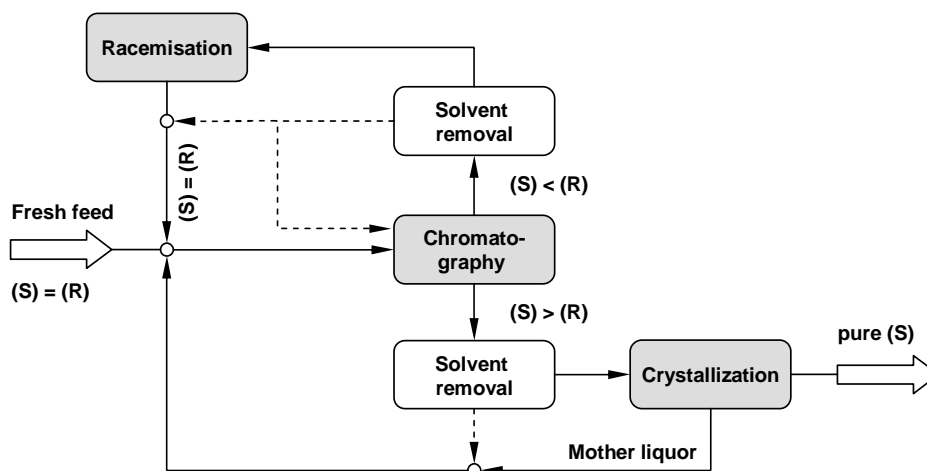 Racemisation
Solvent
removal
(S) = (R)
(S) < (R)
Fresh feed
Chromato-
graphy
(S) = (R)
(S) > (R)
pure (S)
Solvent
removal
Crystallization
Mother liquor